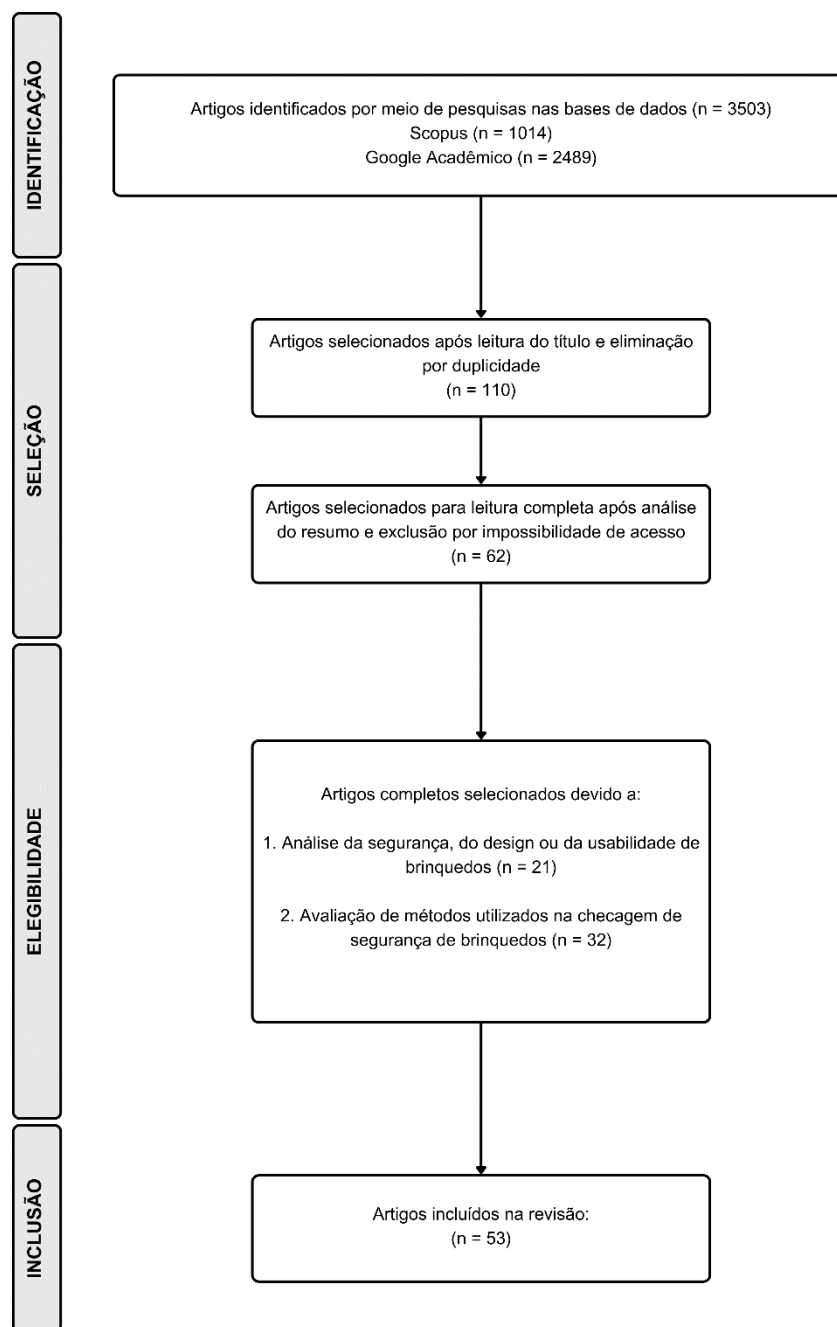 IDENTIFICAÇÃO
Artigos identificados por meio de pesquisas nas bases de dados (n = 3503)
Scopus (n = 1014)
Google Acadêmico (n = 2489)
SELEÇÃO
Artigos selecionados após leitura do título e eliminação
por duplicidade
(n = 110)
Artigos selecionados para leitura completa após análise
do resumo e exclusão por impossibilidade de acesso
(n = 62)
ELEGIBILIDADE
Artigos completos selecionados devido a:
1. Análise da segurança, do design ou da usabilidade de
brinquedos (n = 21)
2. Avaliação de métodos utilizados na checagem de
segurança de brinquedos (n = 32)
INCLUSÃO
Artigos incluídos na revisão:
(n = 53)